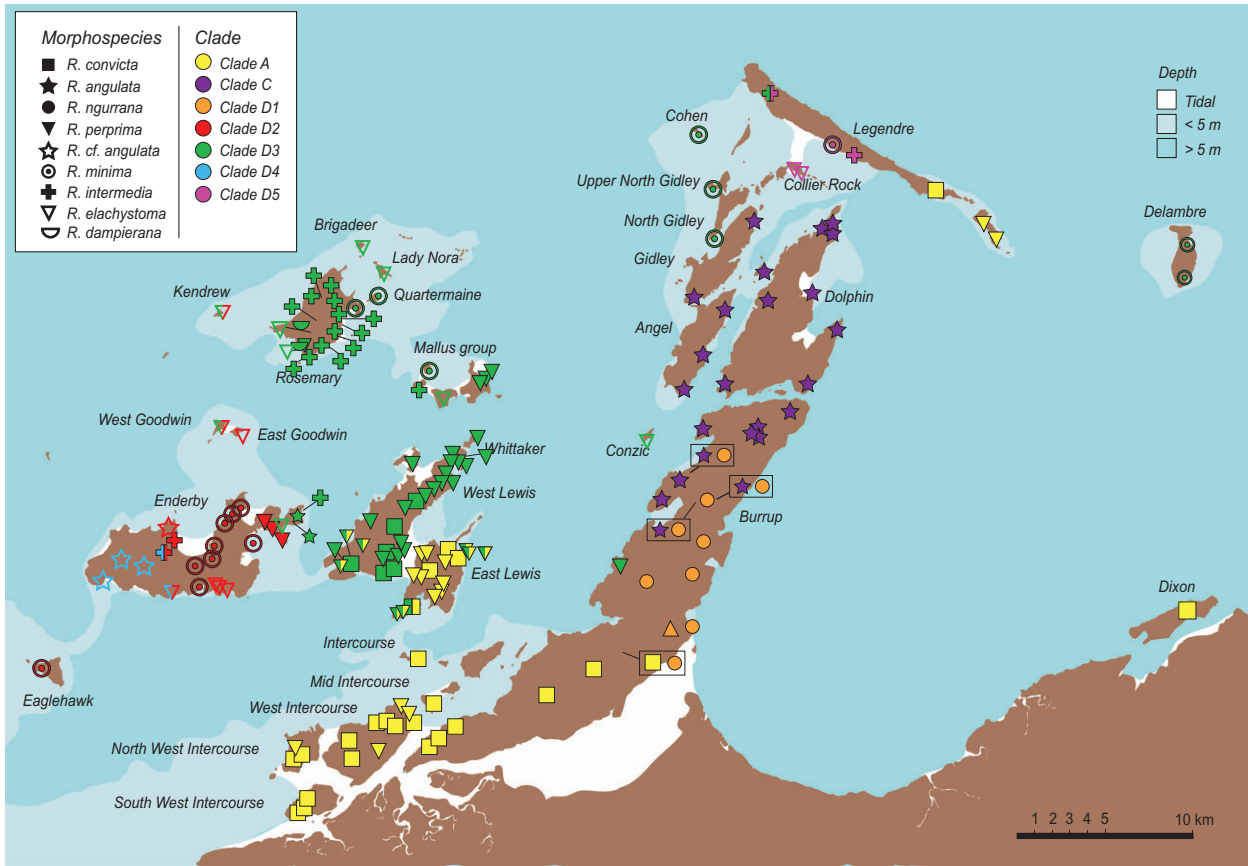 Morphospecies
R. convicta
R. angulata
R. ngurrana
R. perprima
R. cf. angulata
R. minima
R. intermedia
R. elachystoma
R. dampierana
Clade
Clade A
Clade C
Clade D1
Clade D2
Clade D3
Clade D4
Clade D5
Depth
Tidal
< 5 m
> 5 m
Cohen
Legendre
Upper North Gidley
Collier Rock
North Gidley
Gidley
Delambre
Brigadeer
Lady Nora
Kendrew
Quartermaine
Dolphin
Angel
Mallus group
Rosemary
West Goodwin
East Goodwin
Conzic
Whittaker
West Lewis
Enderby
Burrup
East Lewis
Dixon
Intercourse
Eaglehawk
Mid Intercourse
West Intercourse
North West Intercourse
South West Intercourse
1 2 3 4 5 10 km